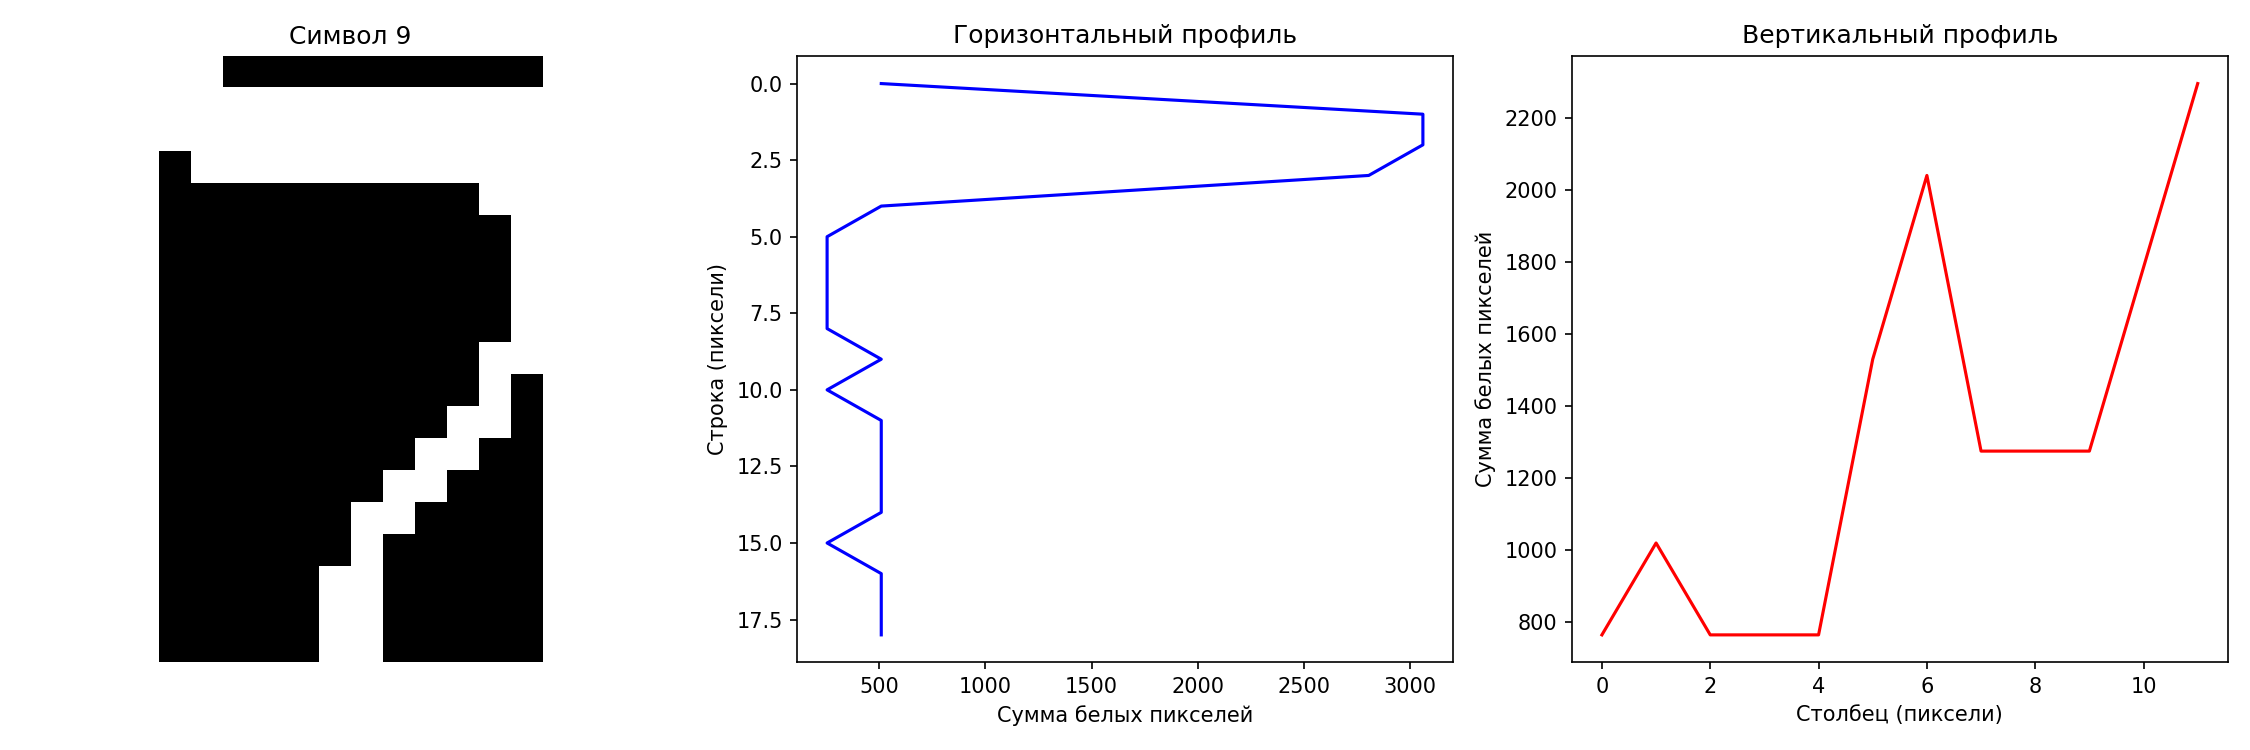 Символ 9
Горизонтальный профиль
Вертикальный профиль
0.0
2.5
5.0
7.5
10.0
12.5
15.0
17.5
Строка (пиксели)
500 1000 1500 2000 2500 3000
Сумма белых пикселей
2200
2000
1800
1600
1400
1200
1000
800
Сумма белых пикселей
0 2 4 6 8 10
Столбец (пиксели)